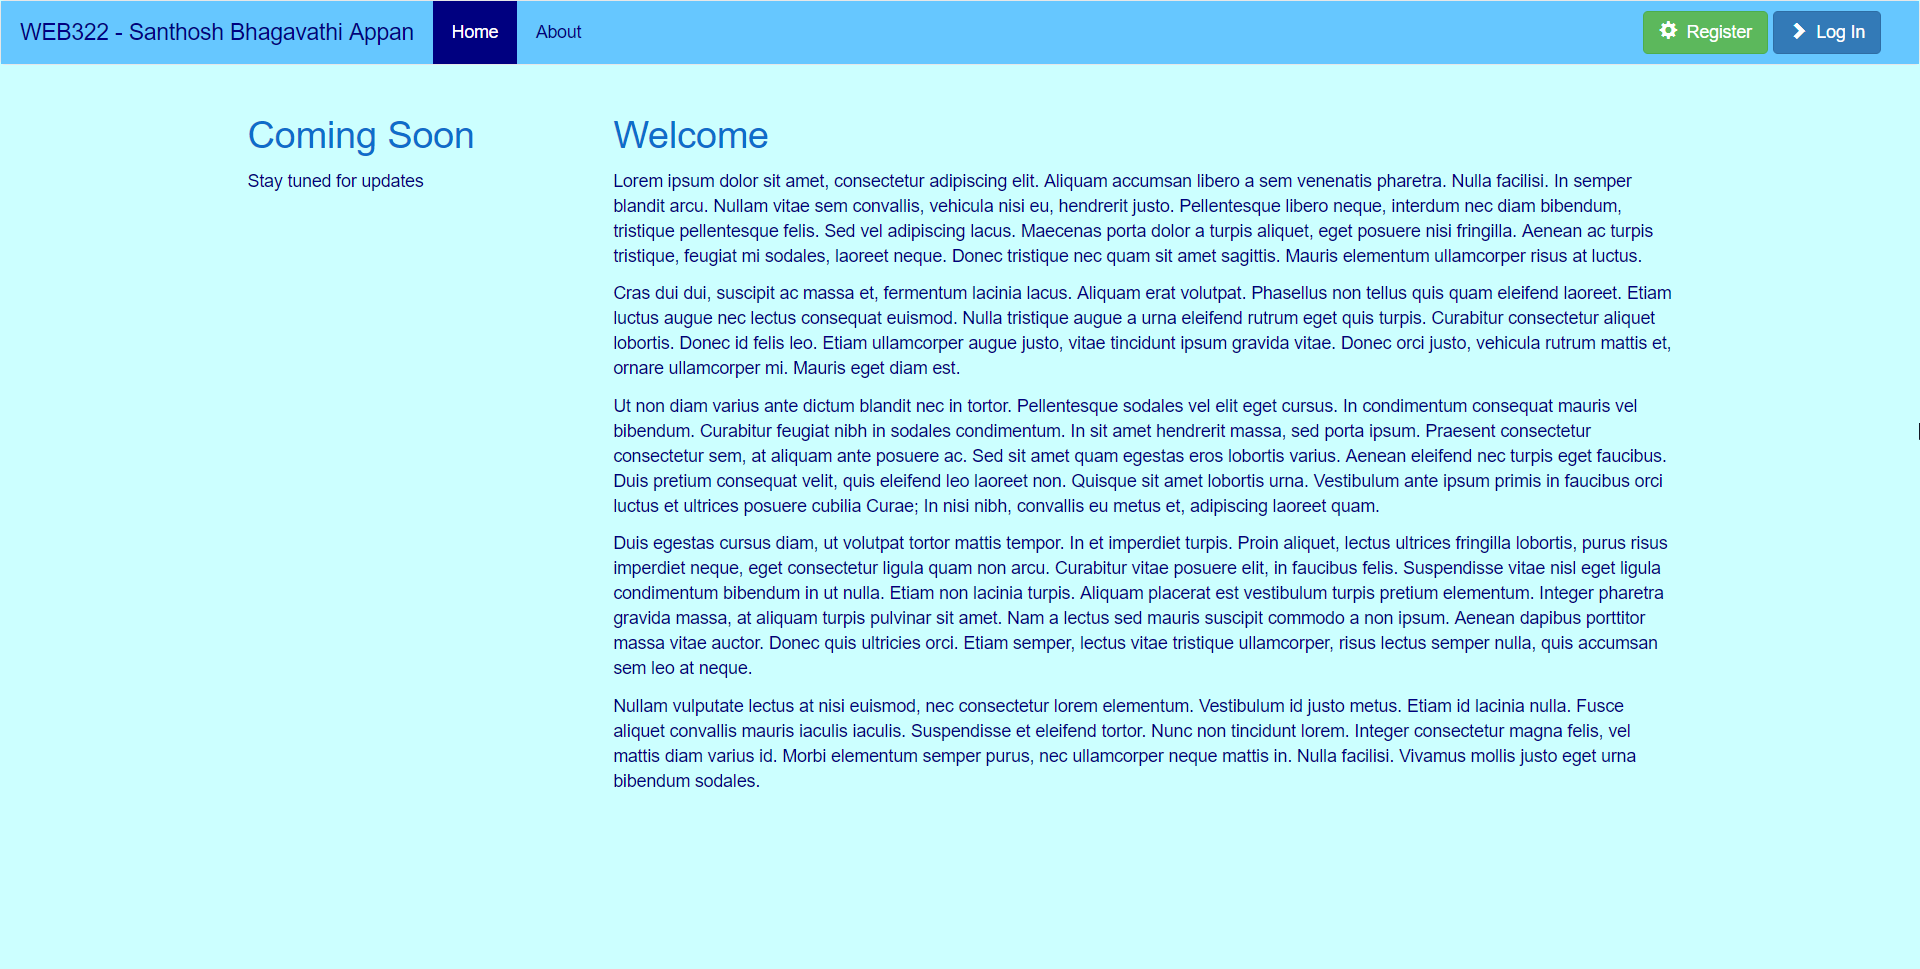 WEB322 - Santhosh Bhagavathi Appan Home About Register Log In
Coming Soon
Stay tuned for updates
Welcome
Lorem ipsum dolor sit amet, consectetur adipiscing elit. Aliquam accumsan libero a sem venenatis pharetra. Nulla facilisi. In semper
blandit arcu. Nullam vitae sem convallis, vehicula nisi eu, hendrerit justo. Pellentesque libero neque, interdum nec diam bibendum,
tristique pellentesque felis. Sed vel adipiscing lacus. Maecenas porta dolor a turpis aliquet, eget posuere nisi fringilla. Aenean ac turpis
tristique, feugiat mi sodales, laoreet neque. Donec tristique nec quam sit amet sagittis. Mauris elementum ullamcorper risus at luctus.
Cras dui dui, suscipit ac massa et, fermentum lacinia lacus. Aliquam erat volutpat. Phasellus non tellus quis quam eleifend laoreet. Etiam
luctus augue nec lectus consequat euismod. Nulla tristique augue a urna eleifend rutrum eget quis turpis. Curabitur consectetur aliquet
lobortis. Donec id felis leo. Etiam ullamcorper augue justo, vitae tincidunt ipsum gravida vitae. Donec orci justo, vehicula rutrum mattis et,
ornare ullamcorper mi. Mauris eget diam est.
Ut non diam varius ante dictum blandit nec in tortor. Pellentesque sodales vel elit eget cursus. In condimentum consequat mauris vel
bibendum. Curabitur feugiat nibh in sodales condimentum. In sit amet hendrerit massa, sed porta ipsum. Praesent consectetur
consectetur sem, at aliquam ante posuere ac. Sed sit amet quam egestas eros lobortis varius. Aenean eleifend nec turpis eget faucibus.
Duis pretium consequat velit, quis eleifend leo laoreet non. Quisque sit amet lobortis urna. Vestibulum ante ipsum primis in faucibus orci
luctus et ultrices posuere cubilia Curae; In nisi nibh, convallis eu metus et, adipiscing laoreet quam.
Duis egestas cursus diam, ut volutpat tortor mattis tempor. In et imperdiet turpis. Proin aliquet, lectus ultrices fringilla lobortis, purus risus
imperdiet neque, eget consectetur ligula quam non arcu. Curabitur vitae posuere elit, in faucibus felis. Suspendisse vitae nisl eget ligula
condimentum bibendum in ut nulla. Etiam non lacinia turpis. Aliquam placerat est vestibulum turpis pretium elementum. Integer pharetra
gravida massa, at aliquam turpis pulvinar sit amet. Nam a lectus sed mauris suscipit commodo a non ipsum. Aenean dapibus porttitor
massa vitae auctor. Donec quis ultricies orci. Etiam semper, lectus vitae tristique ullamcorper, risus lectus semper nulla, quis accumsan
sem leo at neque.
Nullam vulputate lectus at nisi euismod, nec consectetur lorem elementum. Vestibulum id justo metus. Etiam id lacinia nulla. Fusce
aliquet convallis mauris iaculis iaculis. Suspendisse et eleifend tortor. Nunc non tincidunt lorem. Integer consectetur magna felis, vel
mattis diam varius id. Morbi elementum semper purus, nec ullamcorper neque mattis in. Nulla facilisi. Vivamus mollis justo eget urna
bibendum sodales.